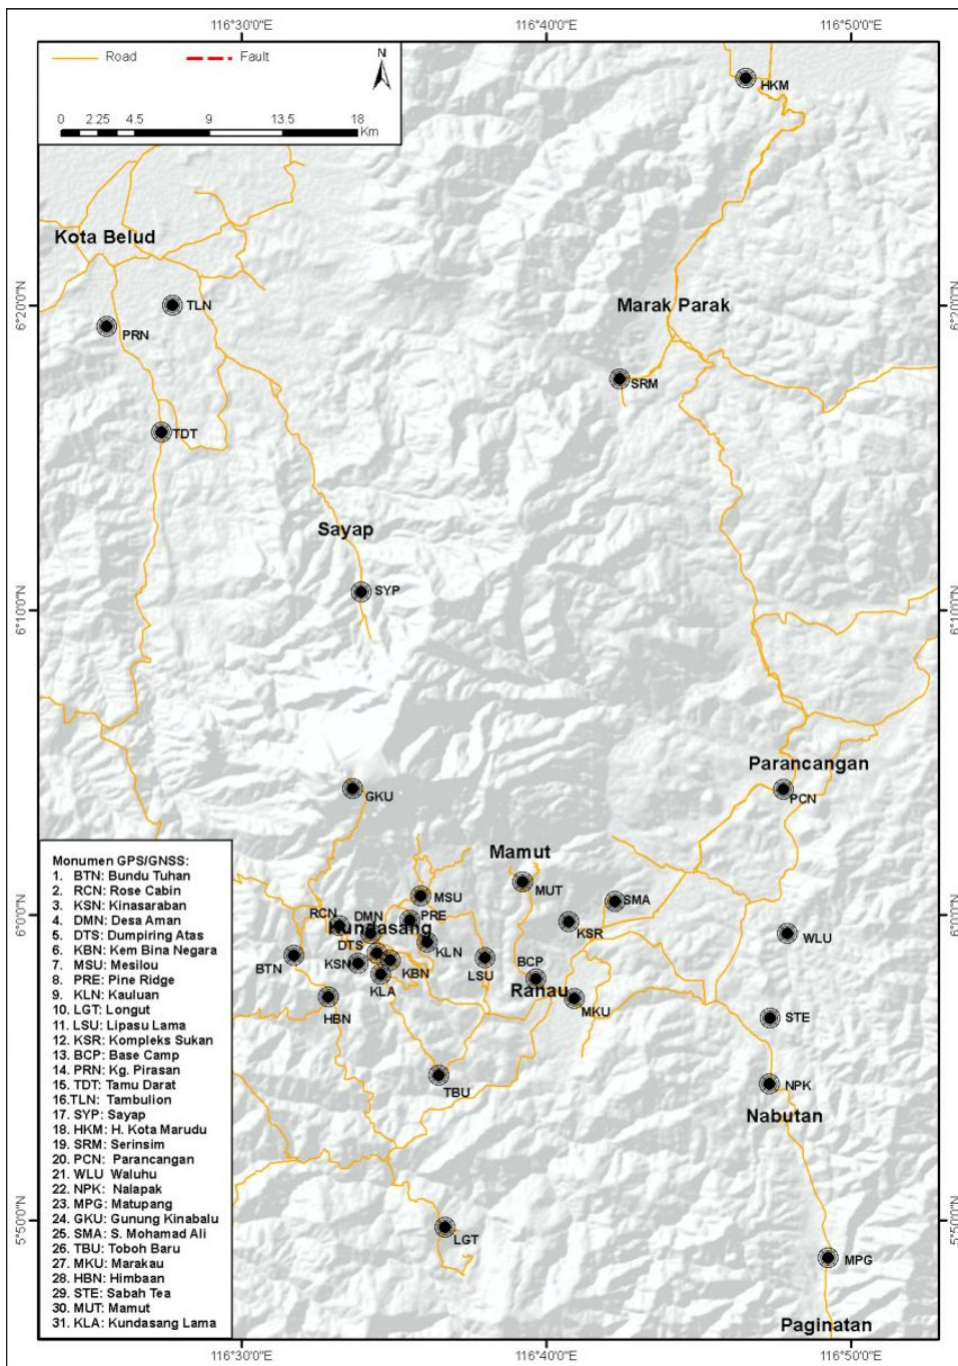 116°30'0"E 116°40'0"E 116°50'0"E
Road Fault N
0 2.25 4.5 9 13.5 18
Km
HKM
Kota Belud
6°20'0"N TLN Marak Parak 6°20'0"N
PRN
SRM
TDT
Sayap
SYP
6°10'0"N 6°10'0"N
Parancangan
GKU PCN
Mamut
MUT
MSU SMA
RCN DMN PRE KSR
6°0'0"N Kundasang WLU 6°0'0"N
DTS KLN
BTN KSN KBN LSU BCP
KLA Ranau
HBN MKU STE
TBU NPK
Nabutan
5°50'0"N LGT 5°50'0"N
MPG
Paginatan
Monumen GPS/GNSS:
1. BTN: Bundu Tuhan
2. RCN: Rose Cabin
3. KSN: Kinasaraban
4. DMN: Desa Aman
5. DTS: Dumpiring Atas
6. KBN: Kem Bina Negara
7. MSU: Mesilou
8. PRE: Pine Ridge
9. KLN: Kauluan
10. LGT: Longut
11. LSU: Lipasu Lama
12. KSR: Kompleks Sukan
13. BCP: Base Camp
14. PRN: Kg. Pirasan
15. TDT: Tamu Darat
16.TLN: Tambulion
17. SYP: Sayap
18. HKM: H. Kota Marudu
19. SRM: Serinsim
20. PCN: Parancangan
21. WLU Waluhu
22. NPK: Nalapak
23. MPG: Matupang
24. GKU: Gunung Kinabalu
25. SMA: S. Mohamad Ali
26. TBU: Toboh Baru
27. MKU: Marakau
28. HBN: Himbaan
29. STE: Sabah Tea
30. MUT: Mamut
31. KLA: Kundasang Lama
116°30'0"E 116°40'0"E 116°50'0"E